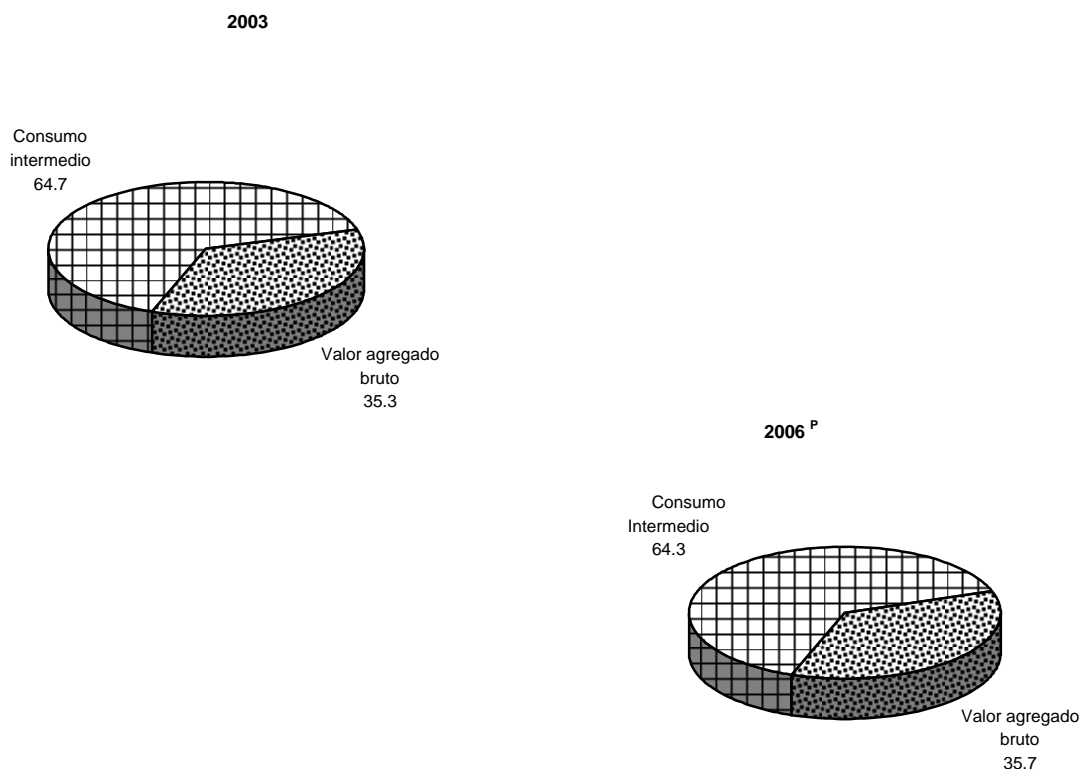 2003
Consumo
intermedio
64.7
Valor agregado
bruto
35.3
2006 P
Consumo
Intermedio
64.3
Valor agregado
bruto
35.7